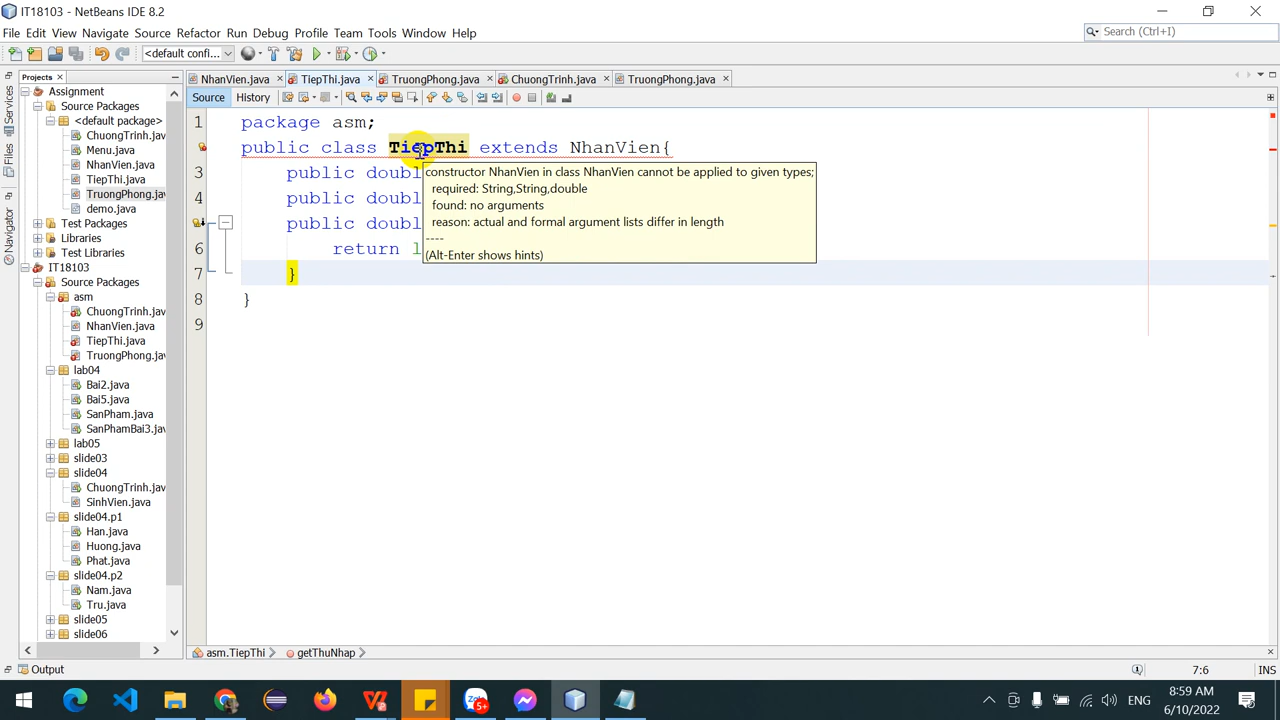 IT18103 - NetBeans IDE 8.2
File Edit View Navigate Source Refactor Run Debug Profile Team Tools Window Help
Search (Ctrl+I)
<default confi...
Projects
NhanVien.java
TiepThi.java
TruongPhong.java
ChuongTrinh.java
TruongPhong.java
Services
Files
Navigator
Assignment
Source Packages
<default package>
ChuongTrinh.jav
Menu.java
NhanVien.java
TiepThi.java
TruongPhong.jav
demo.java
Test Packages
Libraries
Test Libraries
IT18103
Source Packages
asm
ChuongTrinh.java
NhanVien.java
TiepThi.java
TruongPhong.jav
lab04
Bai2.java
Bai5.java
SanPham.java
SanPhamBai3.jav
lab05
slide03
slide04
ChuongTrinh.jav
SinhVien.java
slide04.p1
Han.java
Huong.java
Phat.java
slide04.p2
Nam.java
Tru.java
slide05
slide06
Source History
1 package asm;
public class TiepThi extends NhanVien{
3 public doubl
4 public doubl
public doubl
6 return l
7 }
8 }
9
constructor NhanVien in class NhanVien cannot be applied to given types;
required: String,String,double
found: no arguments
reason: actual and formal argument lists differ in length
----
(Alt-Enter shows hints)
asm.TiepThi
getThuNhap
Output
7:6
INS
5+
ENG
8:59 AM
6/10/2022